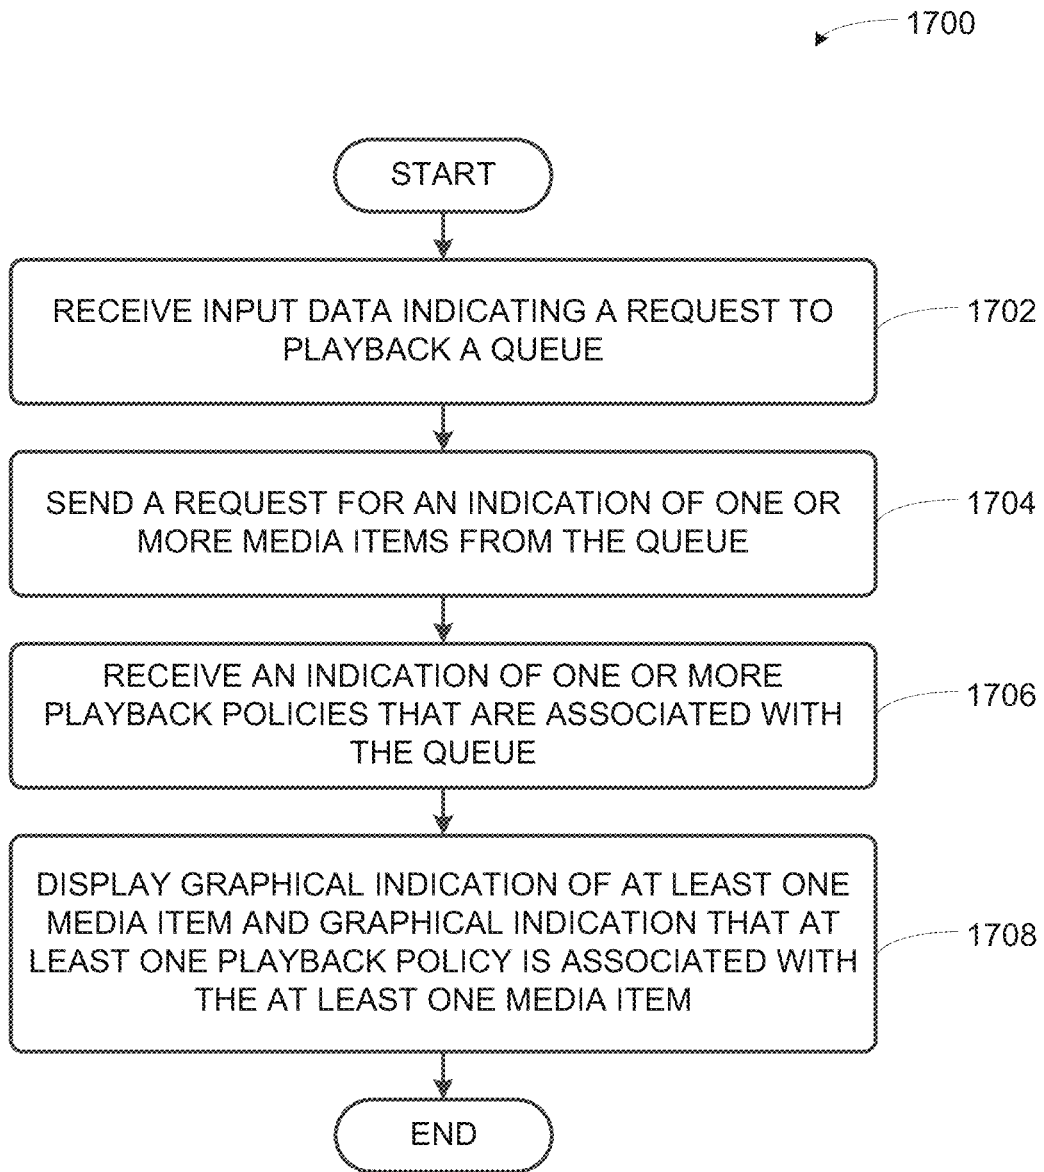 1700
START
RECEIVE INPUT DATA INDICATING A REQUEST TO
PLAYBACK A QUEUE
1702
SEND A REQUEST FOR AN INDICATION OF ONE OR
MORE MEDIA ITEMS FROM THE QUEUE
1704
RECEIVE AN INDICATION OF ONE OR MORE
PLAYBACK POLICIES THAT ARE ASSOCIATED WITH
THE QUEUE
1706
DISPLAY GRAPHICAL INDICATION OF AT LEAST ONE
MEDIA ITEM AND GRAPHICAL INDICATION THAT AT
LEAST ONE PLAYBACK POLICY IS ASSOCIATED WITH
THE AT LEAST ONE MEDIA ITEM
1708
END